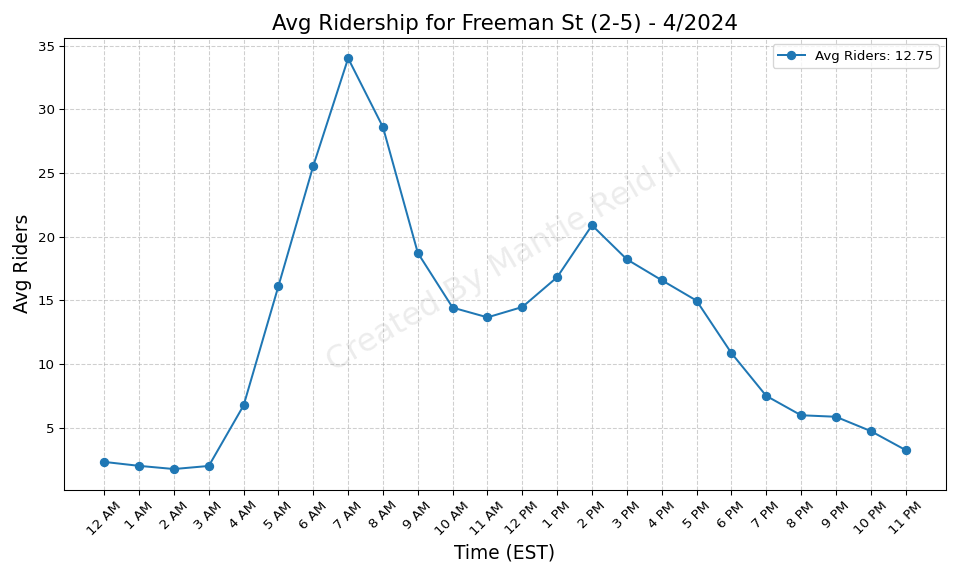 Avg Ridership for Freeman St (2-5) - 4/2024
Avg Riders: 12.75
Avg Riders
35
30
25
20
15
10
5
Created By Mantie Reid II
12 AM
1 AM
2 AM
3 AM
4 AM
5 AM
6 AM
7 AM
8 AM
9 AM
10 AM
11 AM
12 PM
1 PM
2 PM
3 PM
4 PM
5 PM
6 PM
7 PM
8 PM
9 PM
10 PM
11 PM
Time (EST)